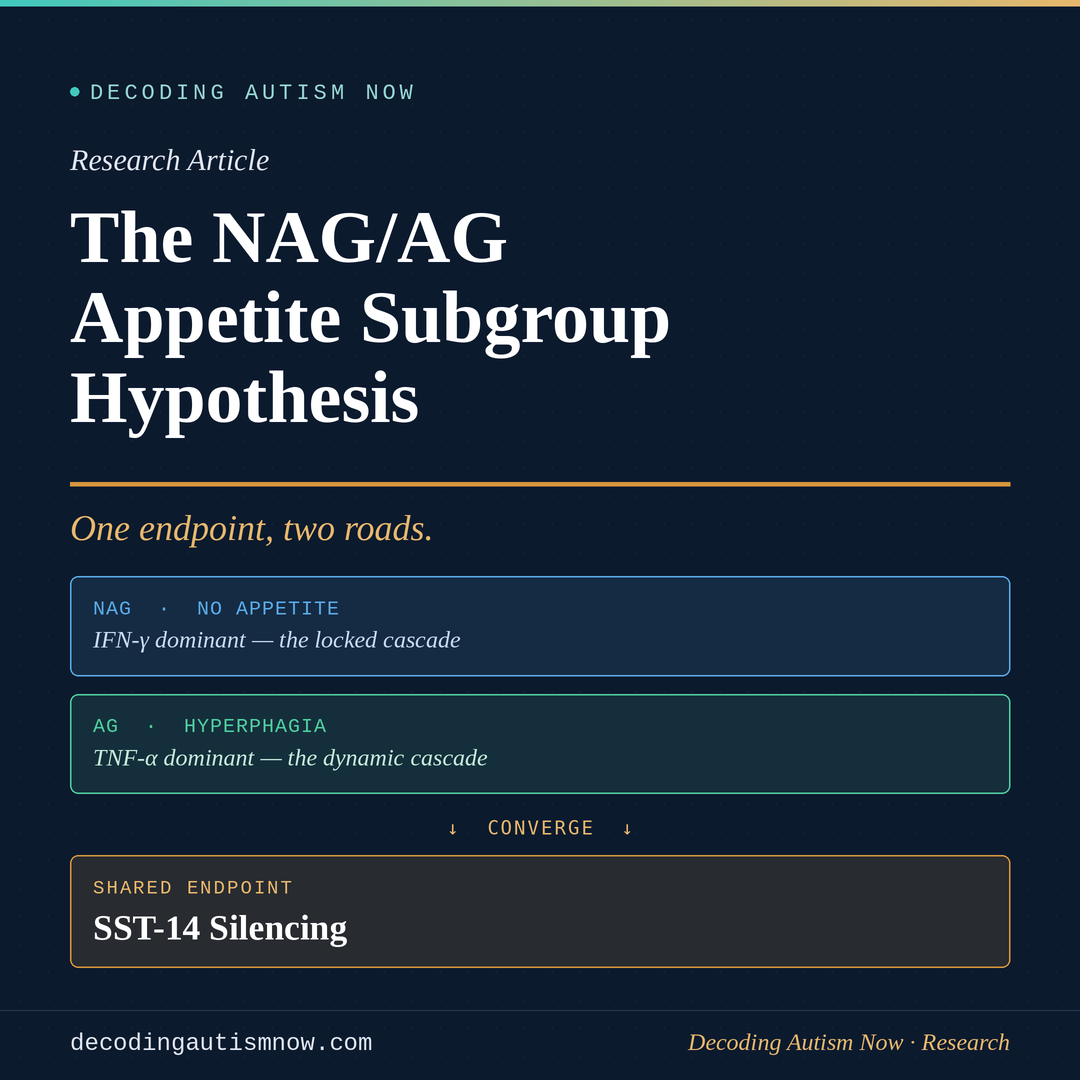 DECODING AUTISM NOW
Research Article
The NAG/AG
Appetite Subgroup
Hypothesis
One endpoint, two roads.
NAG · NO APPETITE
IFN-γ dominant — the locked cascade
AG · HYPERPHAGIA
TNF-α dominant — the dynamic cascade
↓ CONVERGE ↓
SHARED ENDPOINT
SST-14 Silencing
decodingautismnow.com
Decoding Autism Now · Research